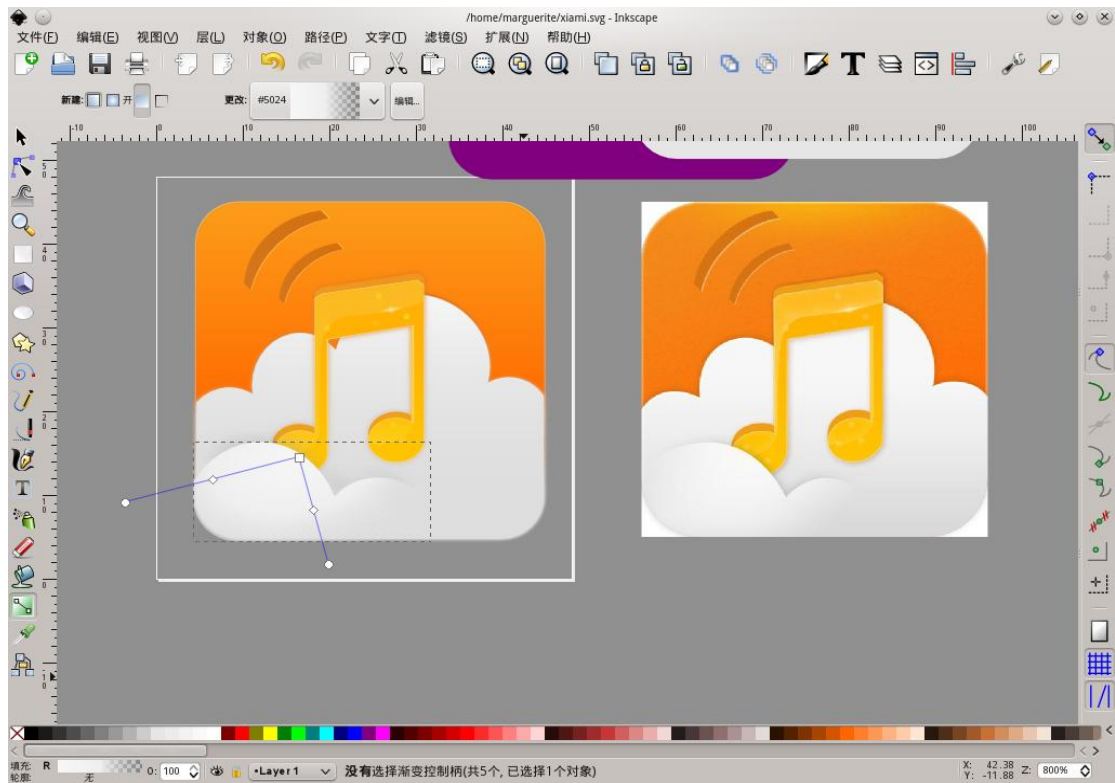 /home/marguerite/xiami.svg - Inkscape
文件(F) 编辑(E) 视图(V) 层(L) 对象(O) 路径(P) 文字(T) 滤镜(S) 扩展(N) 帮助(H)
新建: 开 更改: #5024 编辑...
-10 0 10 20 30 40 50 60 70 80 90 100
填充: R O: 100 •Layer 1 没有选择渐变控制柄(共5个, 已选择1个对象) X: 42.38 Z: 800%
轮廓: 无 Y: -11.88